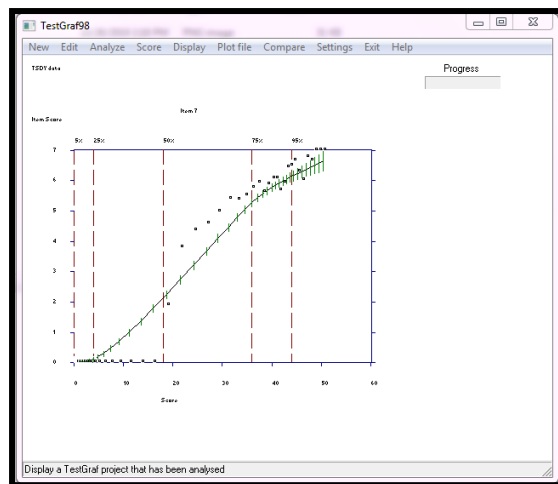 TestGraf98
New Edit Analyze Score Display Plot file Compare Settings Exit Help
TSDY data
Progress
Item 7
Item Score
5% 25% 50% 75% 95%
7
6
5
4
3
2
1
0
0 10 20 30 40 50 60
Score
Display a TestGraf project that has been analysed